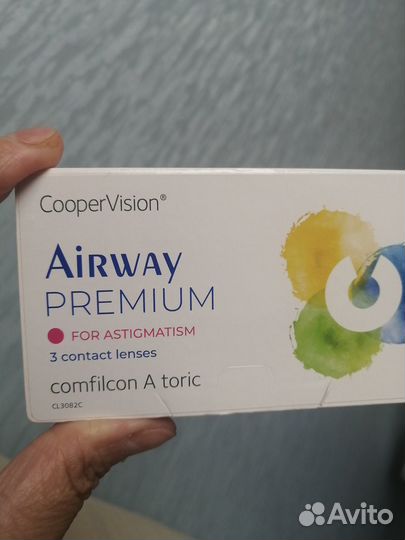 CooperVision®
AIRWAY
PREMIUM
FOR ASTIGMATISM
3 contact lenses
comfilcon A toric
CL3082C
Avito